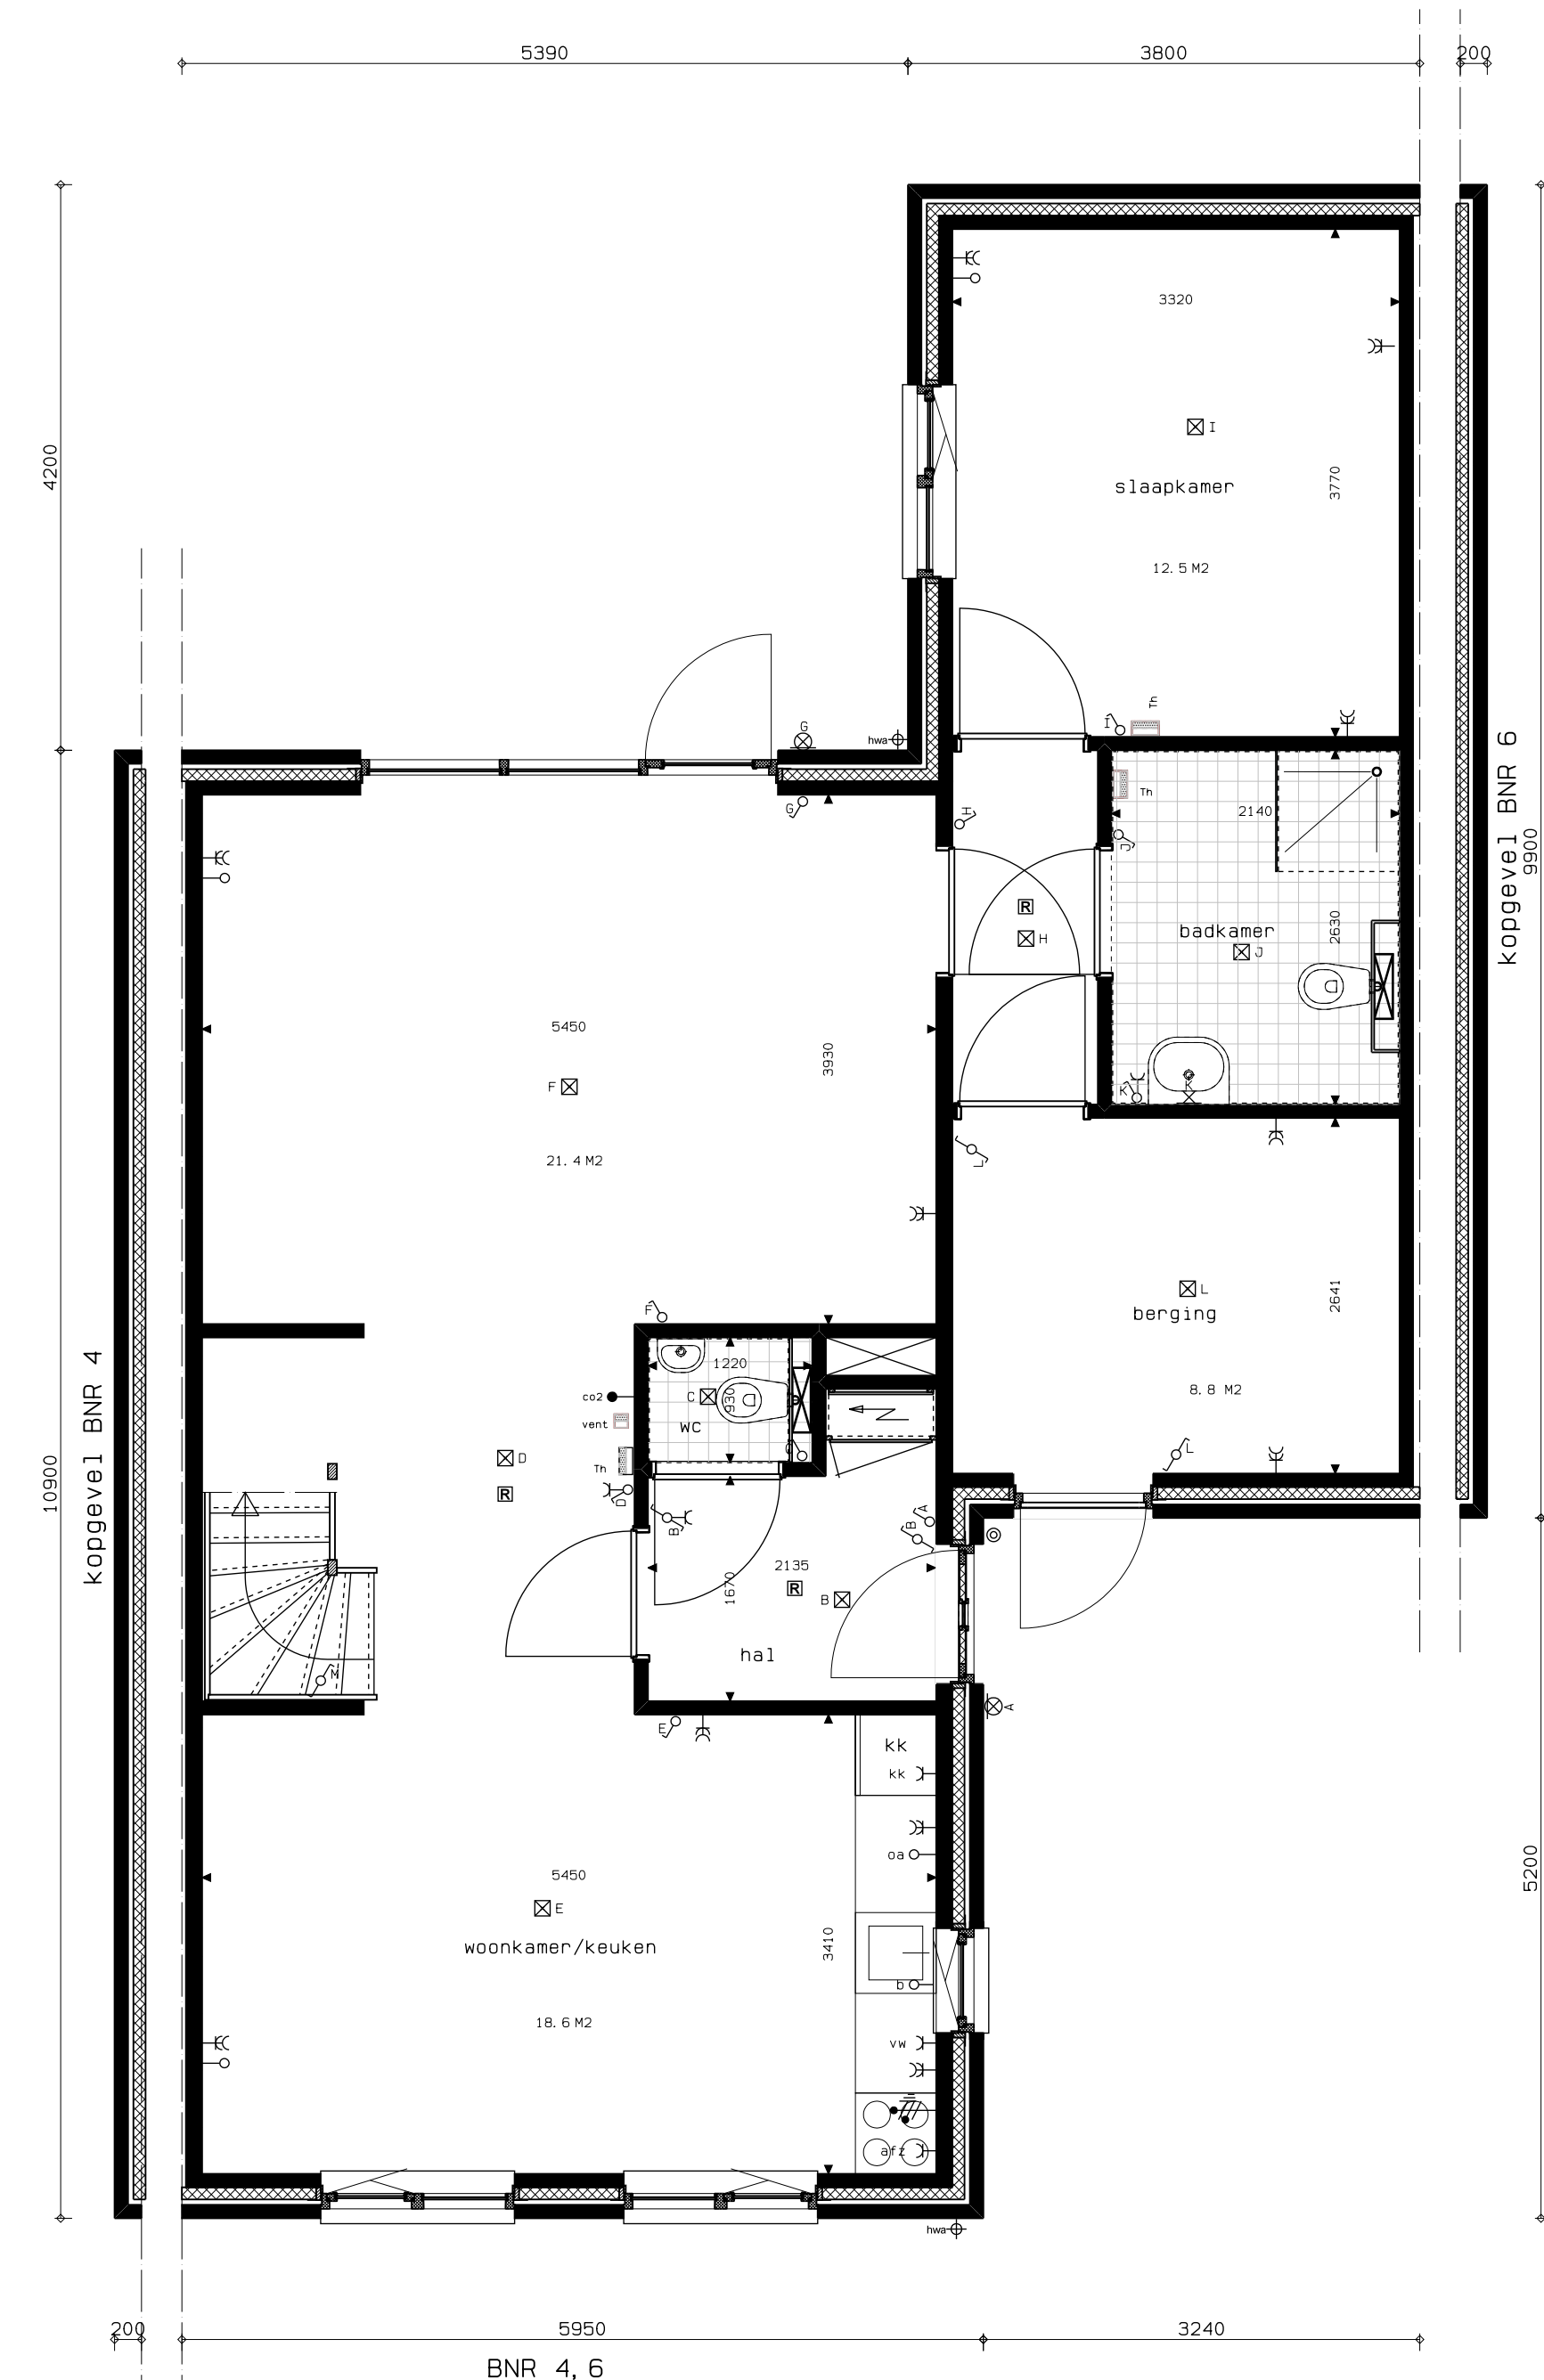 5390
3800
200
4200
3320
I
slaapkamer
3770
12.5 M2
Th
I
G
hwa
kopgevel BNR 6
9900
Th
G
H
2140
J
R
H
badkamer
J
2630
5450
3930
F
K
K
21.4 M2
L
L
berging
2641
F
8.8 M2
kopgevel BNR 4
1220
co2
C
930
vent
WC
C
L
D
Th
10900
R
D
B
A
B
2135
R
B
1670
hal
M
A
E
kk
kk
oa
5450
E
woonkamer/keuken
3410
b
5200
18.6 M2
vw
afz
hwa
200
5950
3240
BNR 4,6